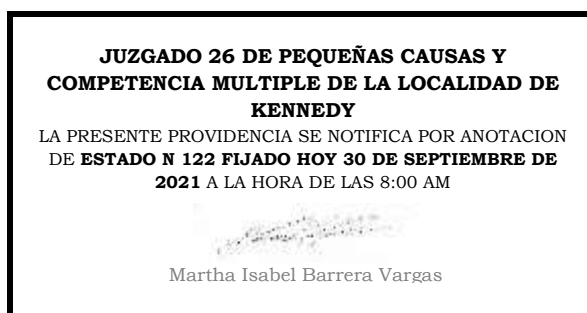 JUZGADO 26 DE PEQUEÑAS CAUSAS Y
COMPETENCIA MULTIPLE DE LA LOCALIDAD DE
KENNEDY
LA PRESENTE PROVIDENCIA SE NOTIFICA POR ANOTACION
DE ESTADO N 122 FIJADO HOY 30 DE SEPTIEMBRE DE
2021 A LA HORA DE LAS 8:00 AM
Martha Isabel Barrera Vargas